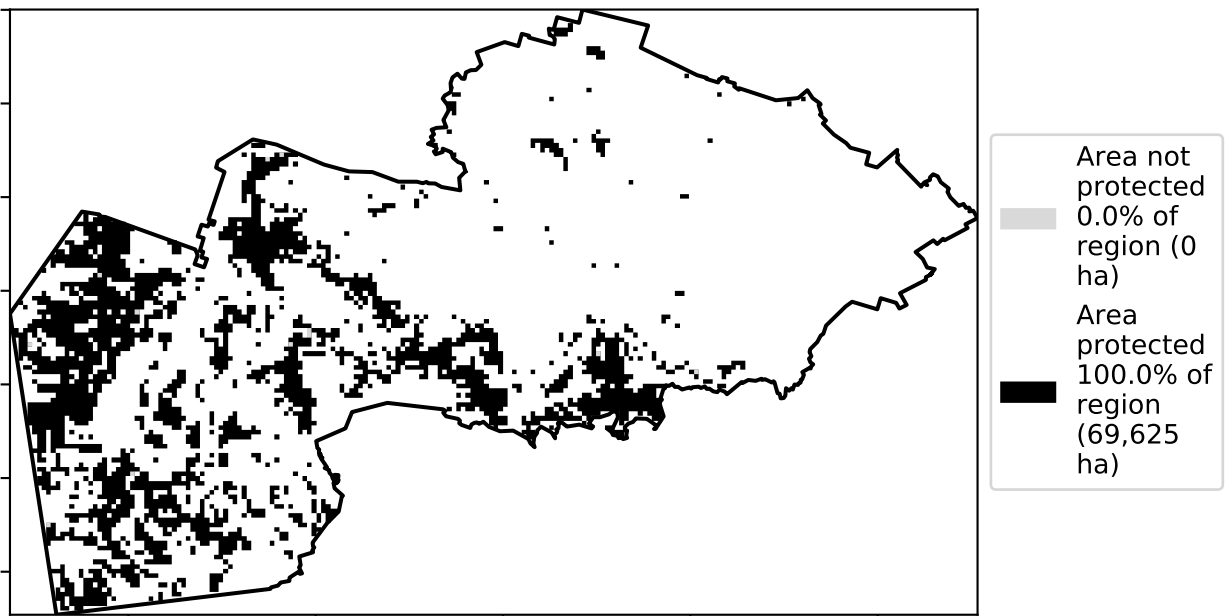 Area not
protected
0.0% of
region (0
ha)
Area
protected
100.0% of
region
(69,625
ha)